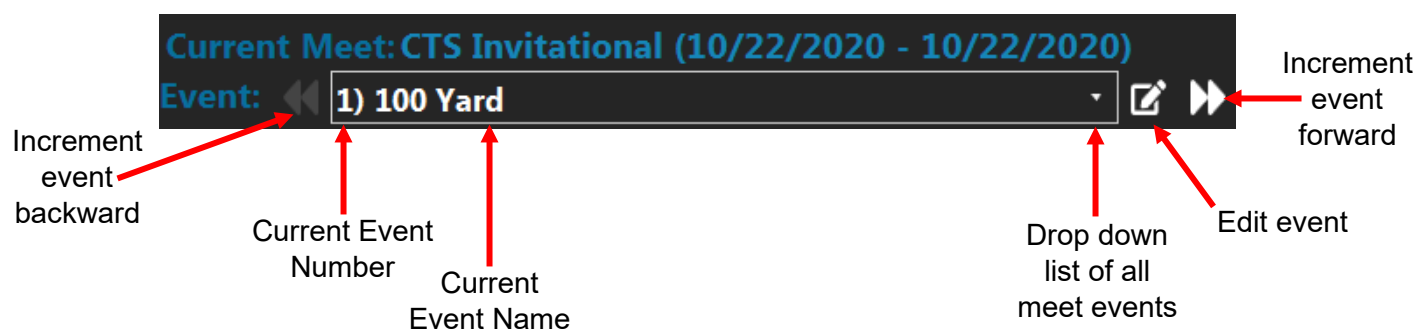 Current Meet: CTS Invitational (10/22/2020 - 10/22/2020)
Event:
1) 100 Yard
Increment
event
forward
Increment
event
backward
Current Event
Number
Current
Event Name
Drop down
list of all
meet events
Edit event